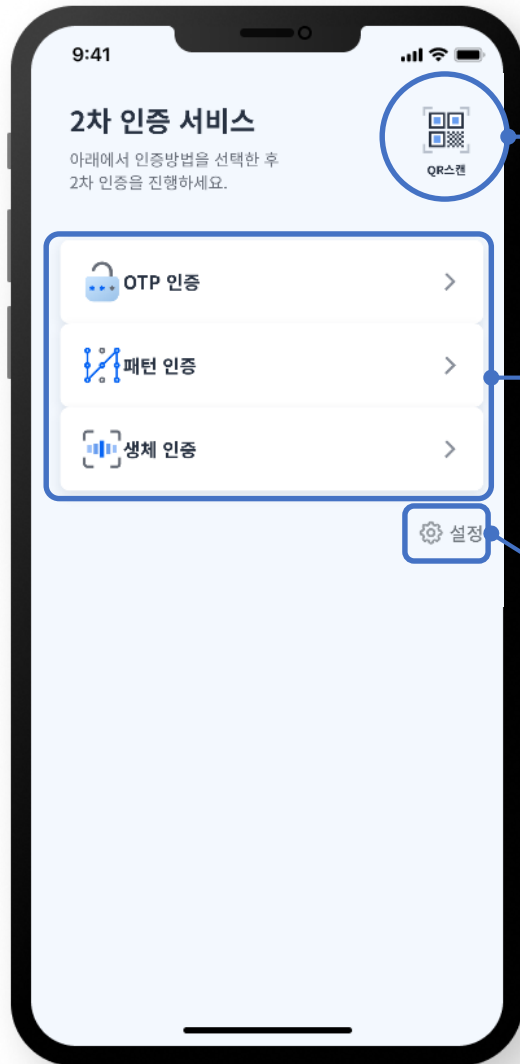 9:41
2차 인증 서비스
아래에서 인증방법을 선택한 후
2차 인증을 진행하세요.
QR스캔
OTP 인증
패턴 인증
생체 인증
설정